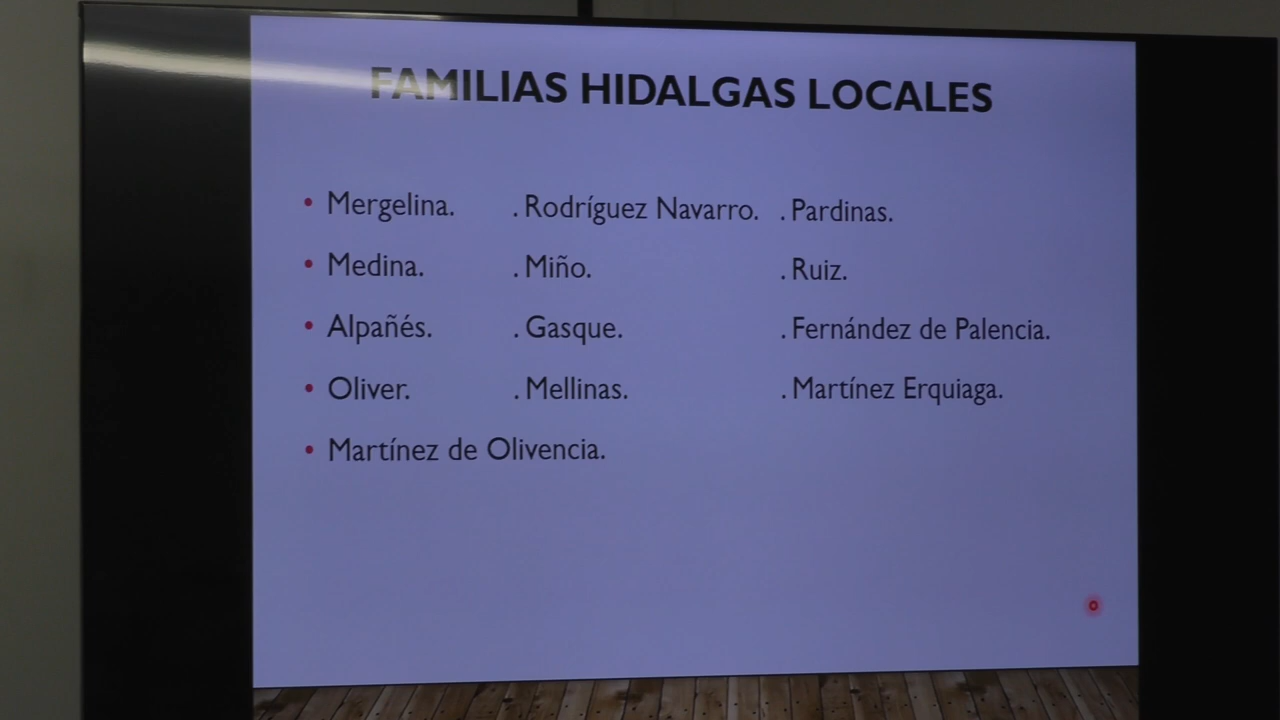 FAMILIAS HIDALGAS LOCALES
• Mergelina. . Rodríguez Navarro. . Pardinas.
• Medina. . Miño. . Ruiz.
• Alpañés. . Gasque. . Fernández de Palencia.
• Oliver. . Mellinas. . Martínez Erquiaga.
• Martínez de Olivencia.